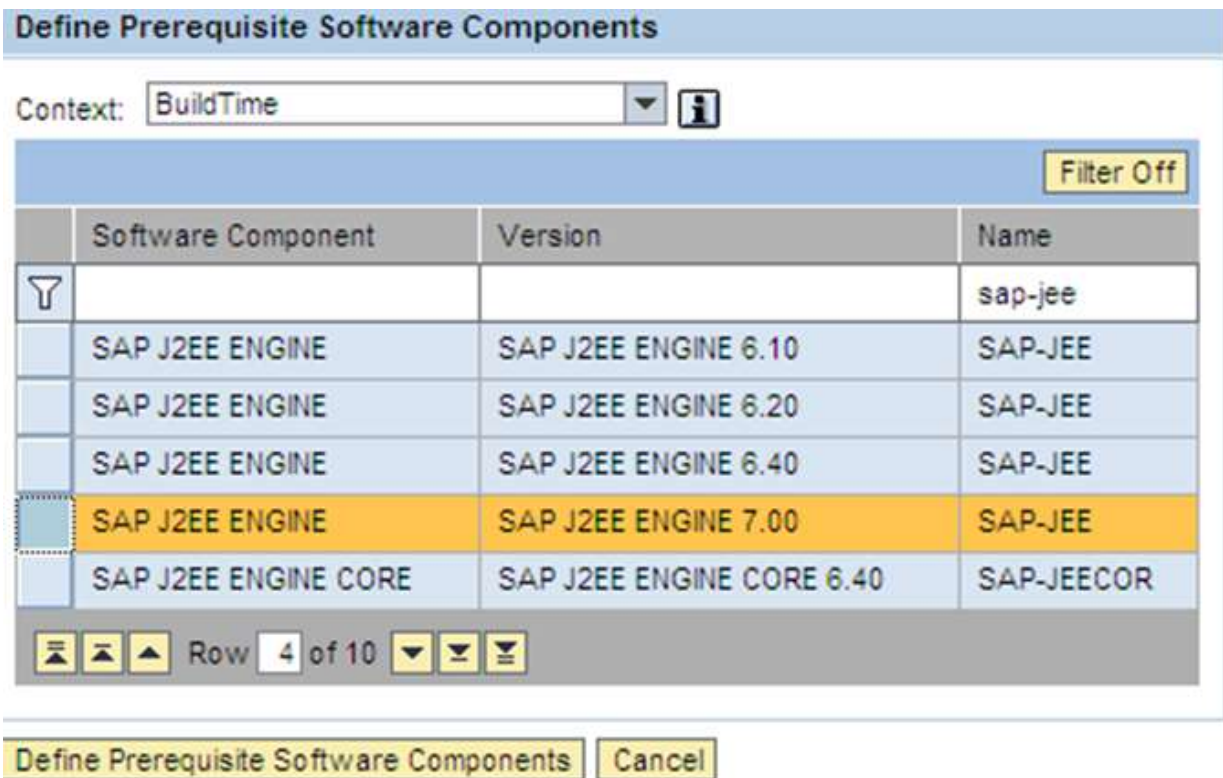 Define Prerequisite Software Components
Context: BuildTime
Filter Off
Software Component Version Name
sap-jee
SAP J2EE ENGINE SAP J2EE ENGINE 6.10 SAP-JEE
SAP J2EE ENGINE SAP J2EE ENGINE 6.20 SAP-JEE
SAP J2EE ENGINE SAP J2EE ENGINE 6.40 SAP-JEE
SAP J2EE ENGINE SAP J2EE ENGINE 7.00 SAP-JEE
SAP J2EE ENGINE CORE SAP J2EE ENGINE CORE 6.40 SAP-JEECOR
Row 4 of 10
Define Prerequisite Software Components Cancel